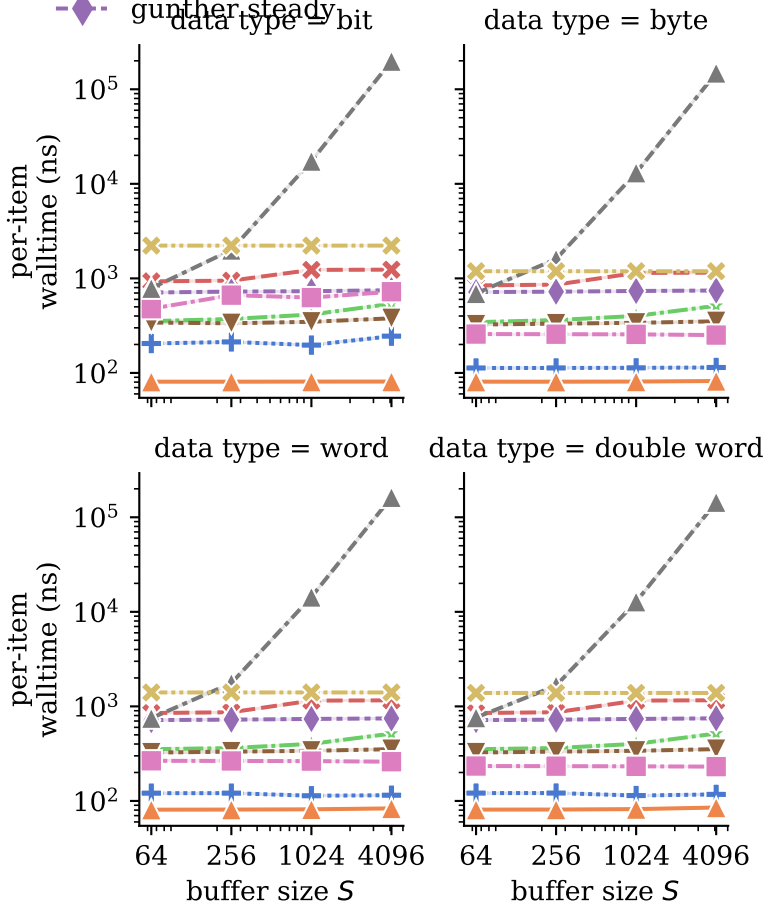 gunther steady
data type = bit
data type = byte
per-item
walltime (ns)
10⁵
10⁴
10³
10²
data type = word
data type = double word
per-item
walltime (ns)
10⁵
10⁴
10³
10²
64 256 1024 4096
64 256 1024 4096
buffer size S
buffer size S